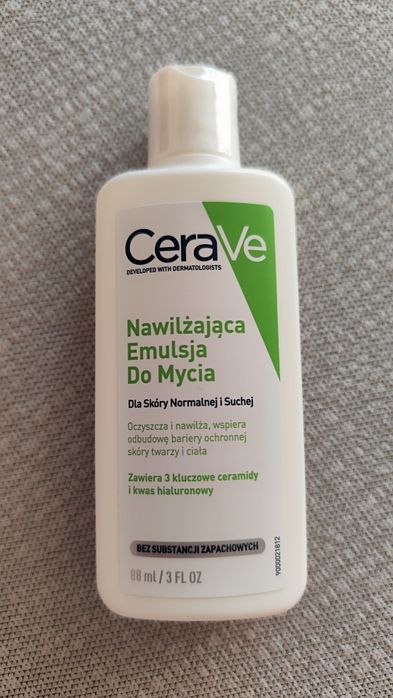 CeraVe
DEVELOPED WITH DERMATOLOGISTS
Nawilżająca
Emulsja
Do Mycia
Dla Skóry Normalnej i Suchej
Oczyszcza i nawilża, wspiera
odbudowę bariery ochronnej
skóry twarzy i ciała
Zawiera 3 kluczowe ceramidy
i kwas hialuronowy
BEZ SUBSTANCJI ZAPACHOWYCH
88 ml / 3 FL OZ
9000021812